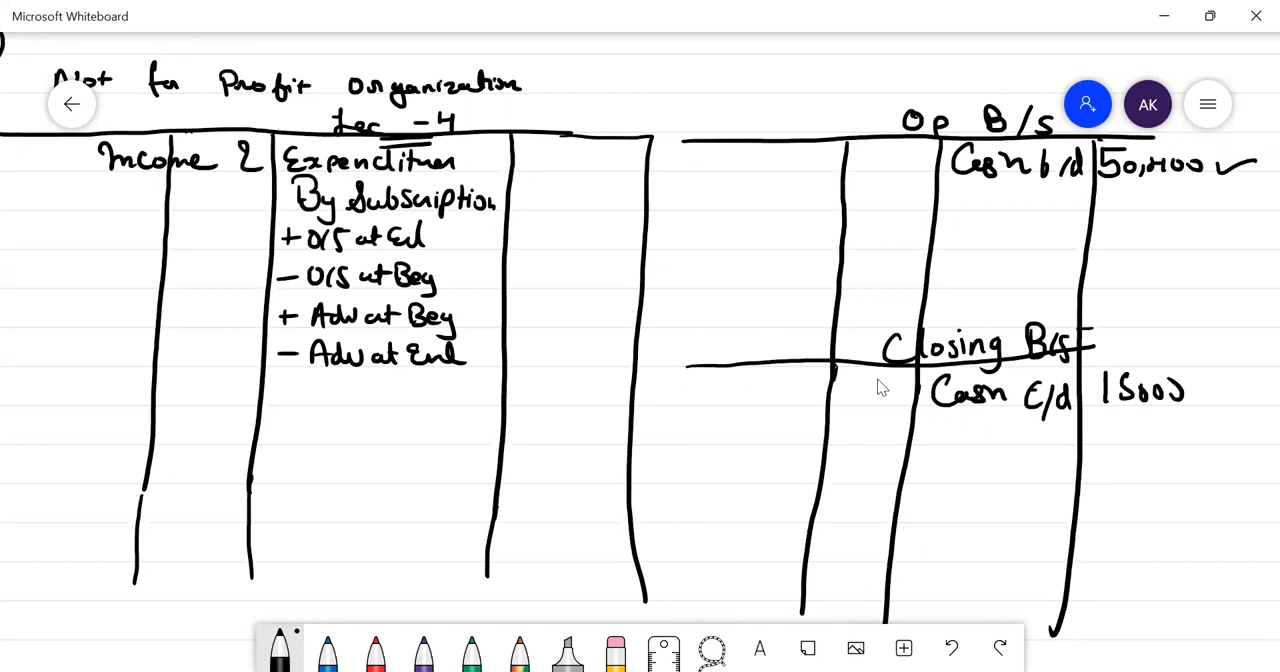 Microsoft Whiteboard
Not for Profit Organization
Lec - 4
Income & Expenditure
By Subscription
+ O/S at End
- O/S at Beg
+ Adv at Beg
- Adv at End
AK
Op B/s
Cash b/d 50,400 ✓
Closing B/s
Cash c/d 15000
A